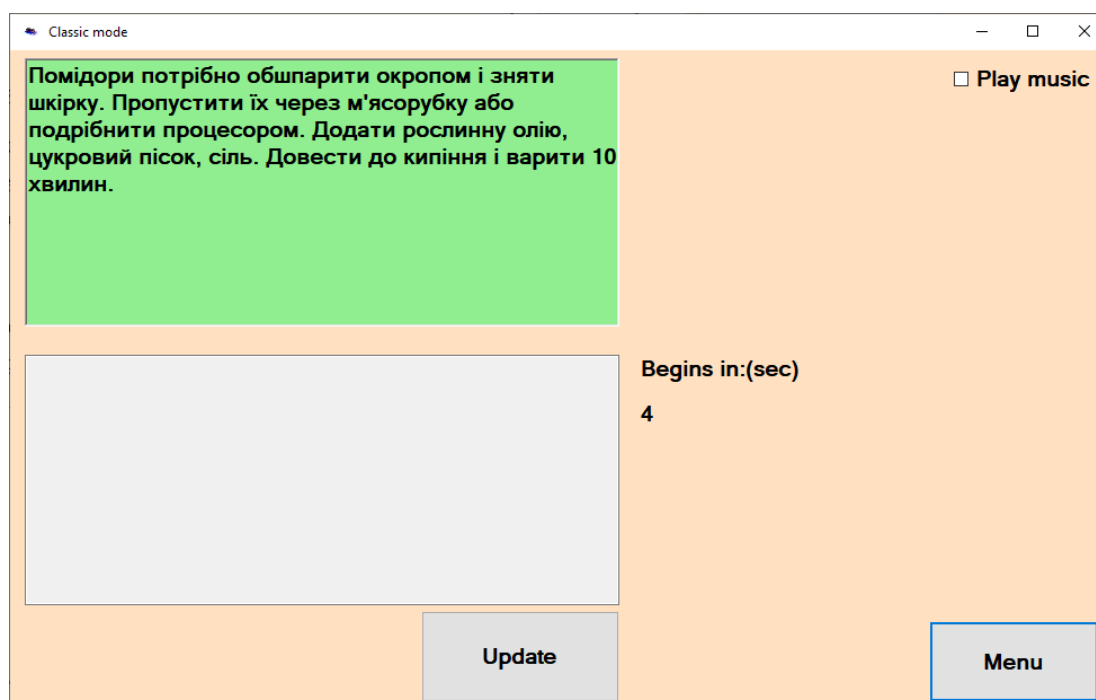 Classic mode
Помідори потрібно обшпарити окропом і зняти
шкірку. Пропустити їх через м'ясорубку або
подрібнити процесором. Додати рослинну олію,
цукровий пісок, сіль. Довести до кипіння і варити 10
хвилин.
Play music
Begins in:(sec)
4
Update
Menu